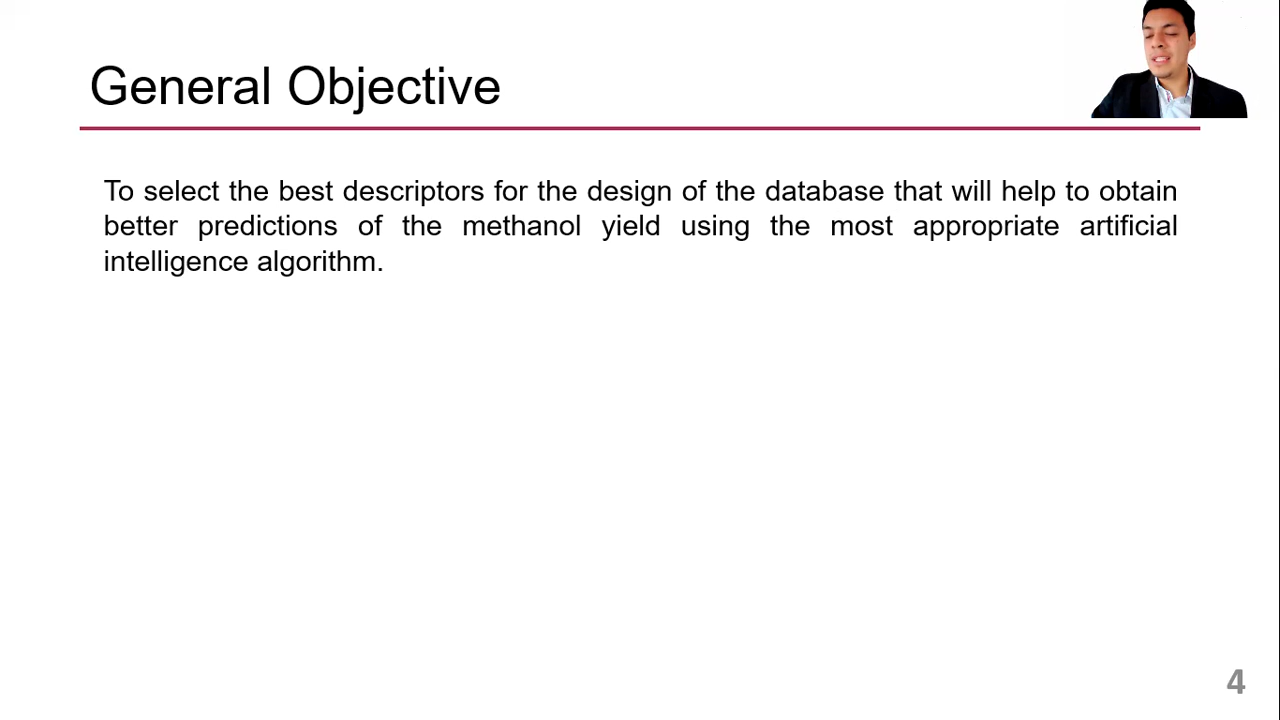 General Objective
To select the best descriptors for the design of the database that will help to obtain
better predictions of the methanol yield using the most appropriate artificial
intelligence algorithm.
4